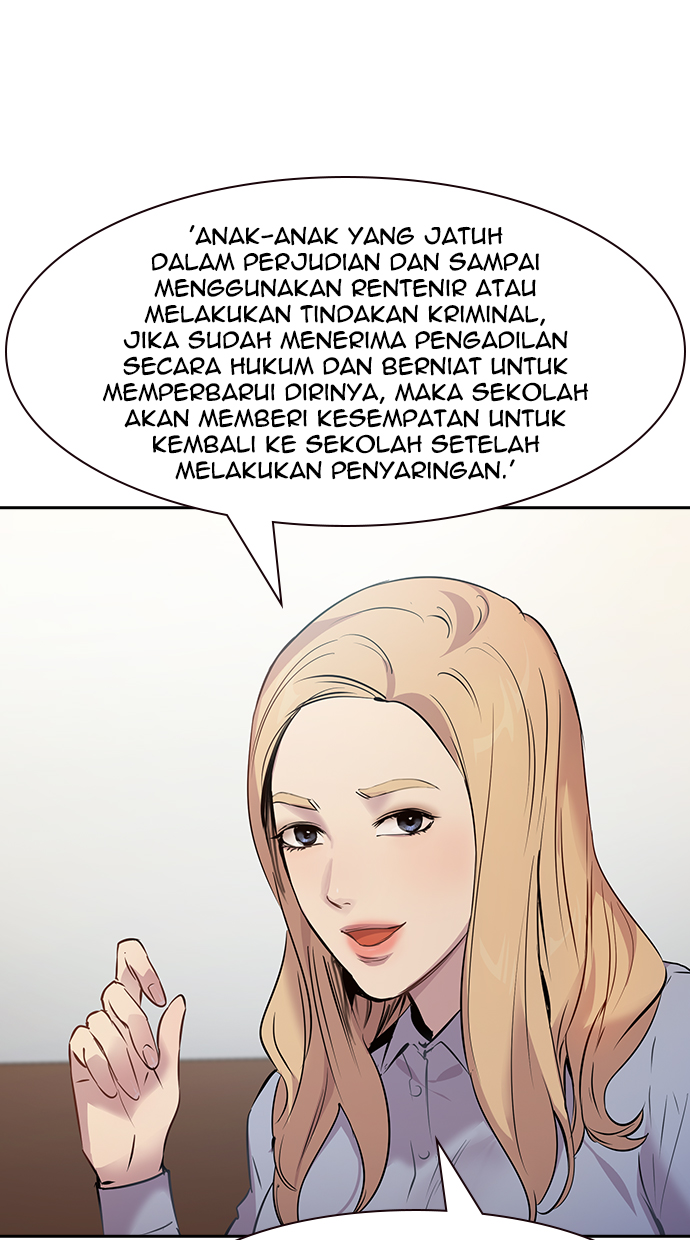 'ANAK-ANAK YANG JATUH
DALAM PERJUDIAN DAN SAMPAI
MENGGUNAKAN RENTENIR ATAU
MELAKUKAN TINDAKAN KRIMINAL,
JIKA SUDAH MENERIMA PENGADILAN
SECARA HUKUM DAN BERNIAT UNTUK
MEMPERBARUI DIRINYA, MAKA SEKOLAH
AKAN MEMBERI KESEMPATAN UNTUK
KEMBALI KE SEKOLAH SETELAH
MELAKUKAN PENYARINGAN.'